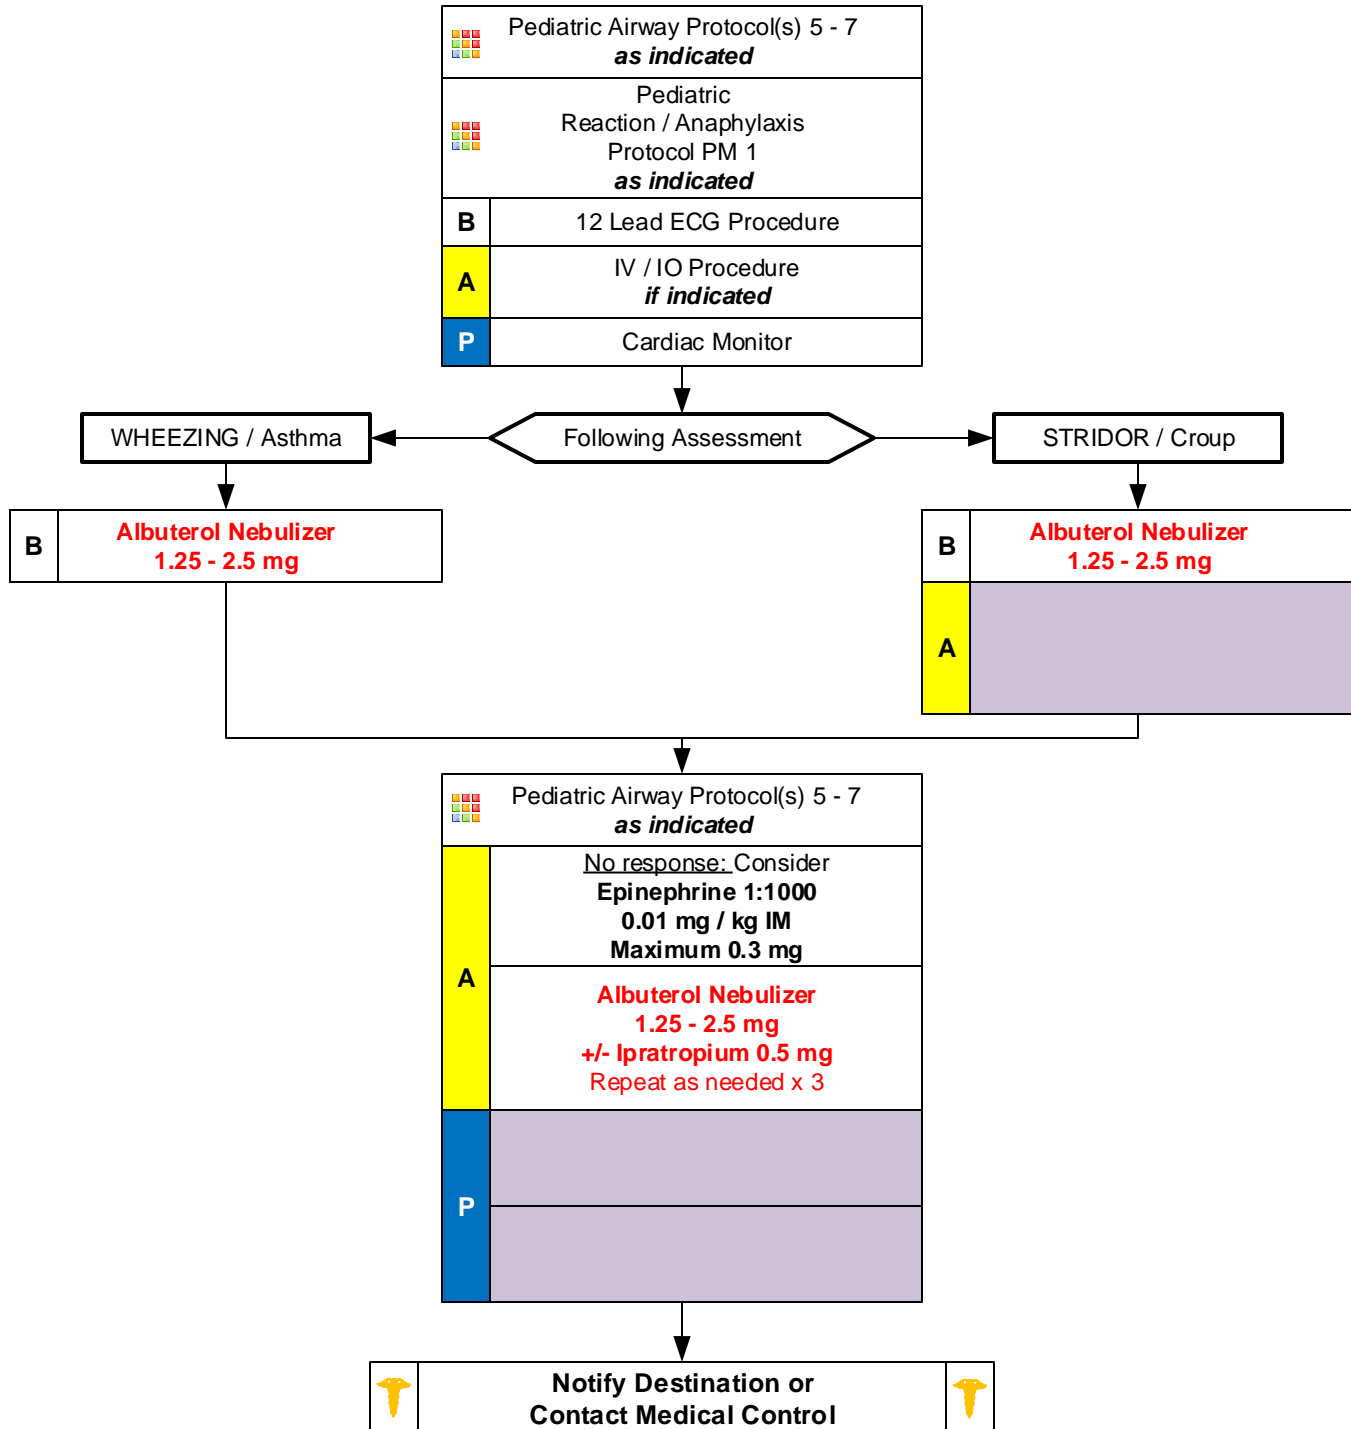 Pediatric Airway Protocol(s) 5 - 7
as indicated
Pediatric
Reaction / Anaphylaxis
Protocol PM 1
as indicated
B
12 Lead ECG Procedure
A
IV / IO Procedure
if indicated
P
Cardiac Monitor
WHEEZING / Asthma
Following Assessment
STRIDOR / Croup
B
Albuterol Nebulizer
1.25 - 2.5 mg
B
Albuterol Nebulizer
1.25 - 2.5 mg
A
Pediatric Airway Protocol(s) 5 - 7
as indicated
A
No response: Consider
Epinephrine 1:1000
0.01 mg / kg IM
Maximum 0.3 mg
Albuterol Nebulizer
1.25 - 2.5 mg
+/- Ipratropium 0.5 mg
Repeat as needed x 3
P
Notify Destination or
Contact Medical Control